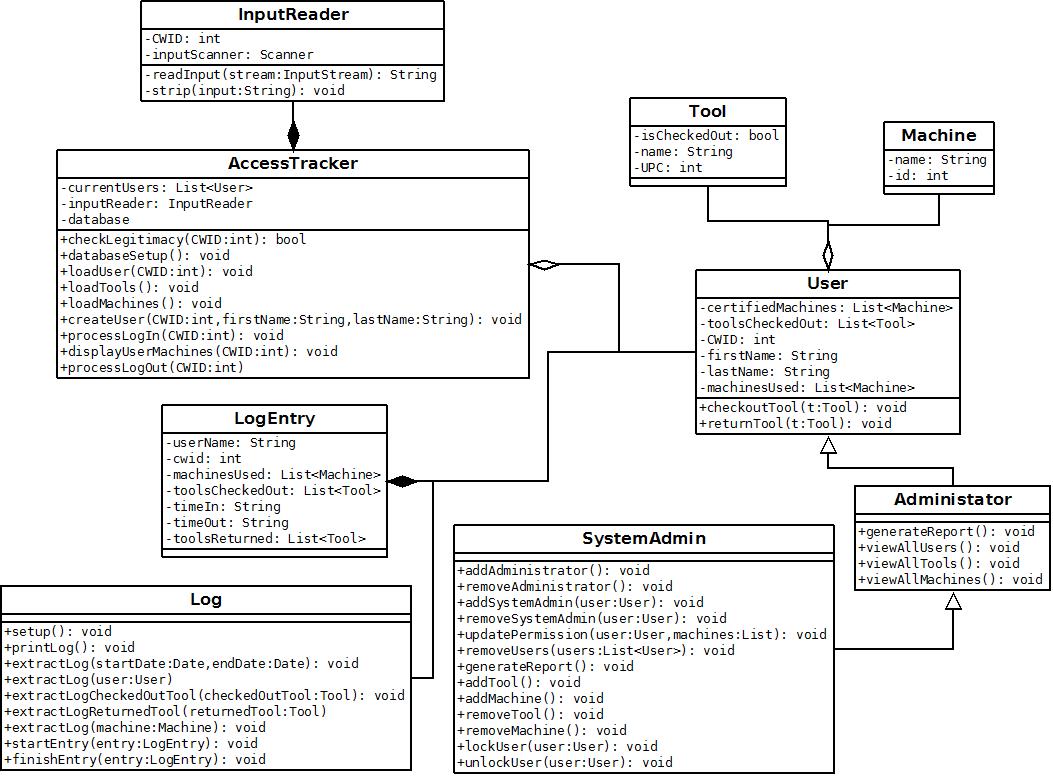 InputReader
-CWID: int
-inputScanner: Scanner
-readInput(stream:InputStream): String
-strip(input:String): void
Tool
-isCheckedOut: bool
-name: String
-UPC: int
Machine
-name: String
-id: int
AccessTracker
-currentUsers: List<User>
-inputReader: InputReader
-database
+checkLegitimacy(CWID:int): bool
+databaseSetup(): void
+loadUser(CWID:int): void
+loadTools(): void
+loadMachines(): void
+createUser(CWID:int,firstName:String,lastName:String): void
+processLogIn(CWID:int): void
+displayUserMachines(CWID:int): void
+processLogOut(CWID:int)
User
-certifiedMachines: List<Machine>
-toolsCheckedOut: List<Tool>
-CWID: int
-firstName: String
-lastName: String
-machinesUsed: List<Machine>
+checkoutTool(t:Tool): void
+returnTool(t:Tool): void
LogEntry
-userName: String
-cwid: int
-machinesUsed: List<Machine>
-toolsCheckedOut: List<Tool>
-timeIn: String
-timeOut: String
-toolsReturned: List<Tool>
Administator
+generateReport(): void
+viewAllUsers(): void
+viewAllTools(): void
+viewAllMachines(): void
SystemAdmin
+addAdministrator(): void
+removeAdministrator(): void
+addSystemAdmin(user:User): void
+removeSystemAdmin(user:User): void
+updatePermission(user:User,machines:List): void
+removeUsers(users:List<User>): void
+generateReport(): void
+addTool(): void
+addMachine(): void
+removeTool(): void
+removeMachine(): void
+lockUser(user:User): void
+unlockUser(user:User): void
Log
+setup(): void
+printLog(): void
+extractLog(startDate:Date,endDate:Date): void
+extractLog(user:User)
+extractLogCheckedOutTool(checkedOutTool:Tool): void
+extractLogReturnedTool(returnedTool:Tool)
+extractLog(machine:Machine): void
+startEntry(entry:LogEntry): void
+finishEntry(entry:LogEntry): void